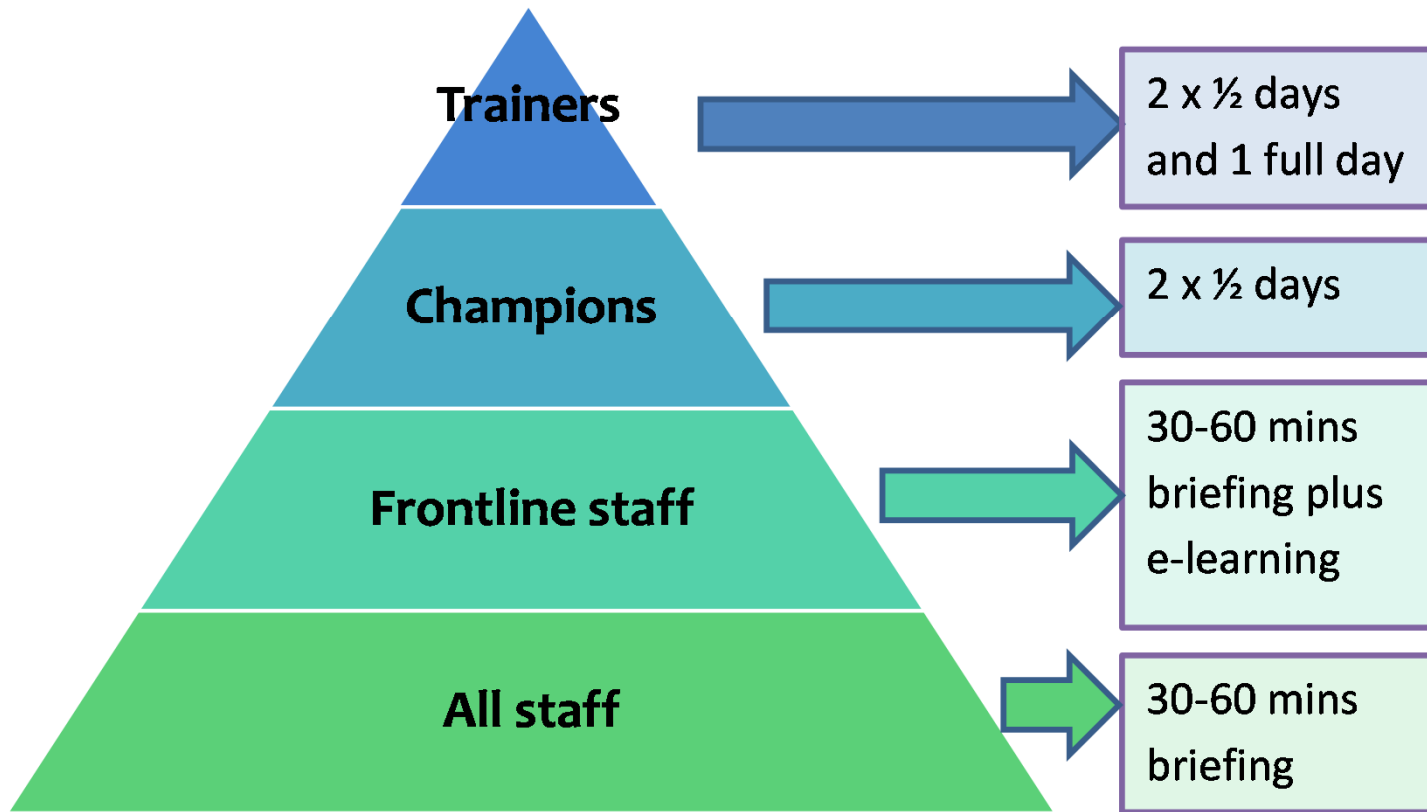 Trainers
2 x ½ days
and 1 full day
Champions
2 x ½ days
Frontline staff
30-60 mins
briefing plus
e-learning
All staff
30-60 mins
briefing